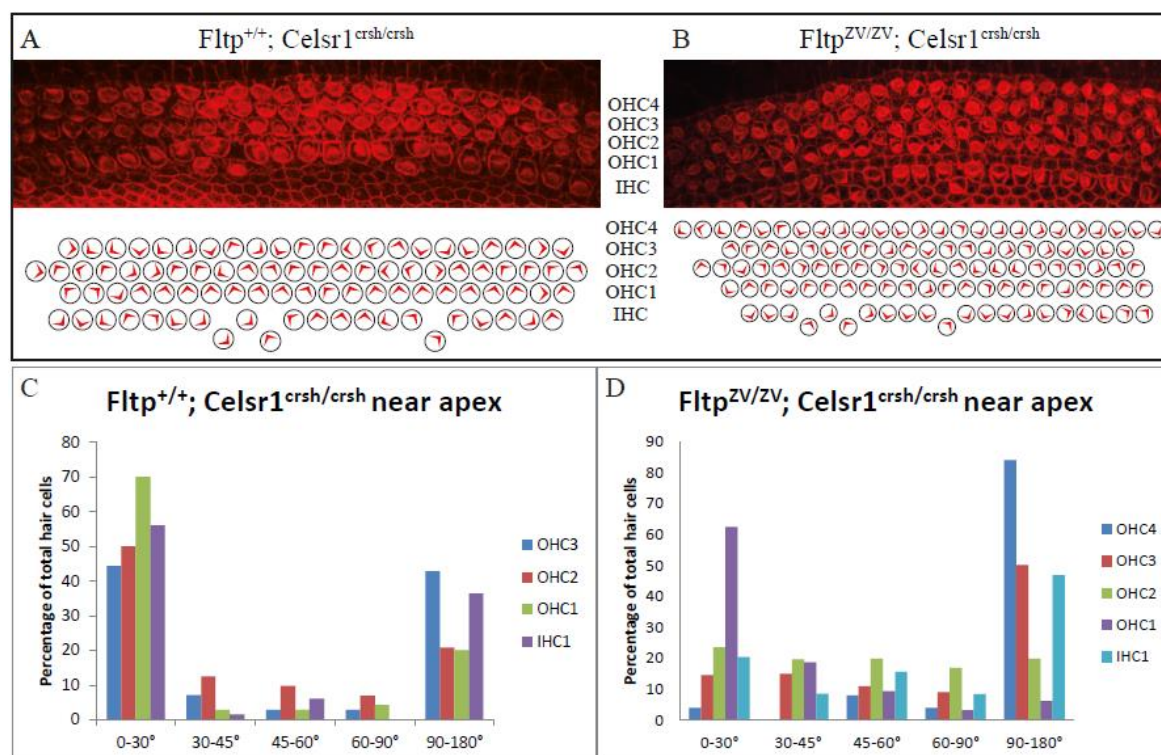 A Fltp+/+; Celsr1crsh/crsh
B FltpZV/ZV; Celsr1crsh/crsh
OHC4
OHC3
OHC2
OHC1
IHC
OHC4
OHC3
OHC2
OHC1
IHC
C
Fltp+/+; Celsr1crsh/crsh near apex
Percentage of total hair cells
80
70
60
50
40
30
20
10
0
0-30° 30-45° 45-60° 60-90° 90-180°
OHC3
OHC2
OHC1
IHC1
D
FltpZV/ZV; Celsr1crsh/crsh near apex
Percentage of total hair cells
90
80
70
60
50
40
30
20
10
0
0-30° 30-45° 45-60° 60-90° 90-180°
OHC4
OHC3
OHC2
OHC1
IHC1